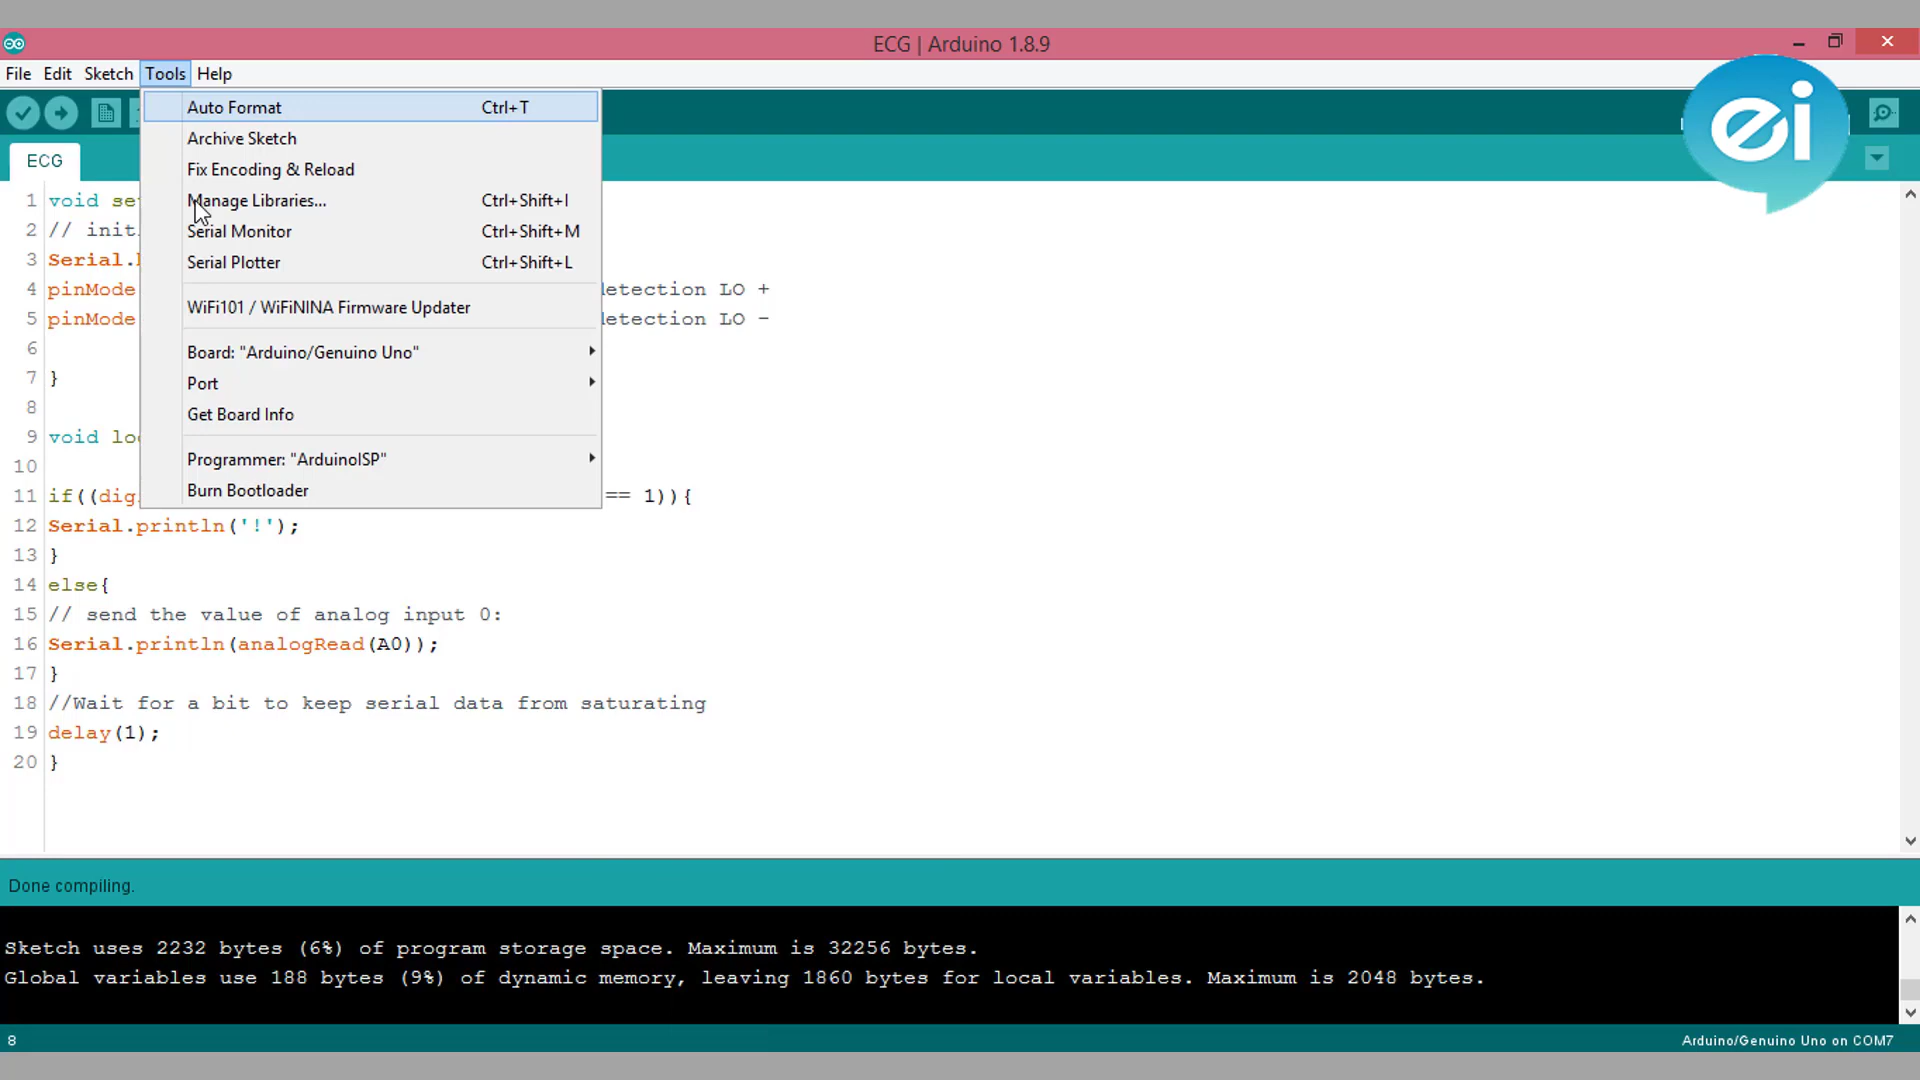 ECG | Arduino 1.8.9
File Edit Sketch Tools Help
ei
Auto Format Ctrl+T
Archive Sketch
Fix Encoding & Reload
Manage Libraries... Ctrl+Shift+I
Serial Monitor Ctrl+Shift+M
Serial Plotter Ctrl+Shift+L
WiFi101 / WiFiNINA Firmware Updater
Board: "Arduino/Genuino Uno"
Port
Get Board Info
Programmer: "ArduinoISP"
Burn Bootloader
ECG
1 void se
2 // init
3 Serial.
4 pinMode etection LO +
5 pinMode etection LO -
6
7 }
8
9 void lo
10
11 if((dig == 1)){
12 Serial.println('!');
13 }
14 else{
15 // send the value of analog input 0:
16 Serial.println(analogRead(A0));
17 }
18 //Wait for a bit to keep serial data from saturating
19 delay(1);
20 }
Done compiling.
Sketch uses 2232 bytes (6%) of program storage space. Maximum is 32256 bytes.
Global variables use 188 bytes (9%) of dynamic memory, leaving 1860 bytes for local variables. Maximum is 2048 bytes.
8 Arduino/Genuino Uno on COM7